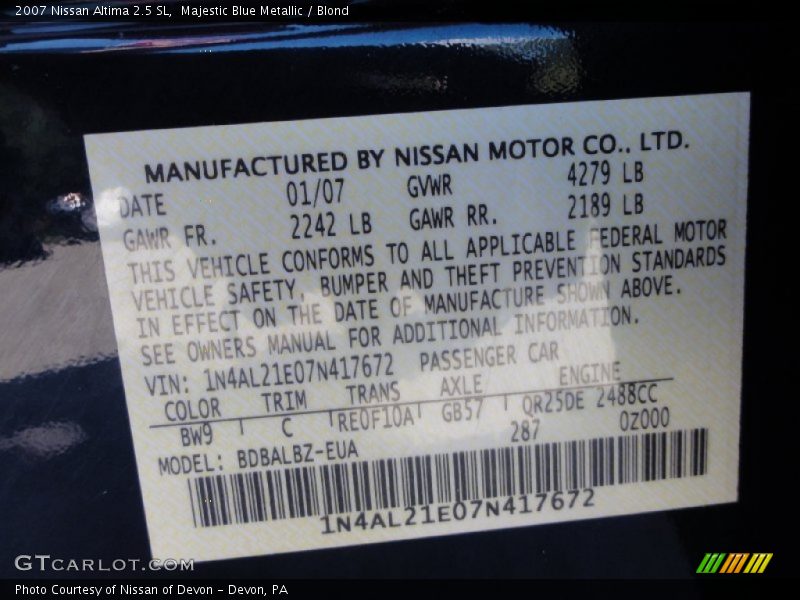 2007 Nissan Altima 2.5 SL,  Majestic Blue Metallic / Blond
MANUFACTURED BY NISSAN MOTOR CO., LTD.
DATE 01/07 GVWR 4279 LB
GAWR FR. 2242 LB GAWR RR. 2189 LB
THIS VEHICLE CONFORMS TO ALL APPLICABLE FEDERAL MOTOR
VEHICLE SAFETY, BUMPER AND THEFT PREVENTION STANDARDS
IN EFFECT ON THE DATE OF MANUFACTURE SHOWN ABOVE.
SEE OWNERS MANUAL FOR ADDITIONAL INFORMATION.
VIN: 1N4AL21E07N417672 PASSENGER CAR
COLOR TRIM TRANS AXLE ENGINE
BW9 C RE0F10A GB57 QR25DE 2488CC
287 0Z000
MODEL: BDBALBZ-EUA
1N4AL21E07N417672
GTCARLOT.COM
Photo Courtesy of Nissan of Devon - Devon, PA